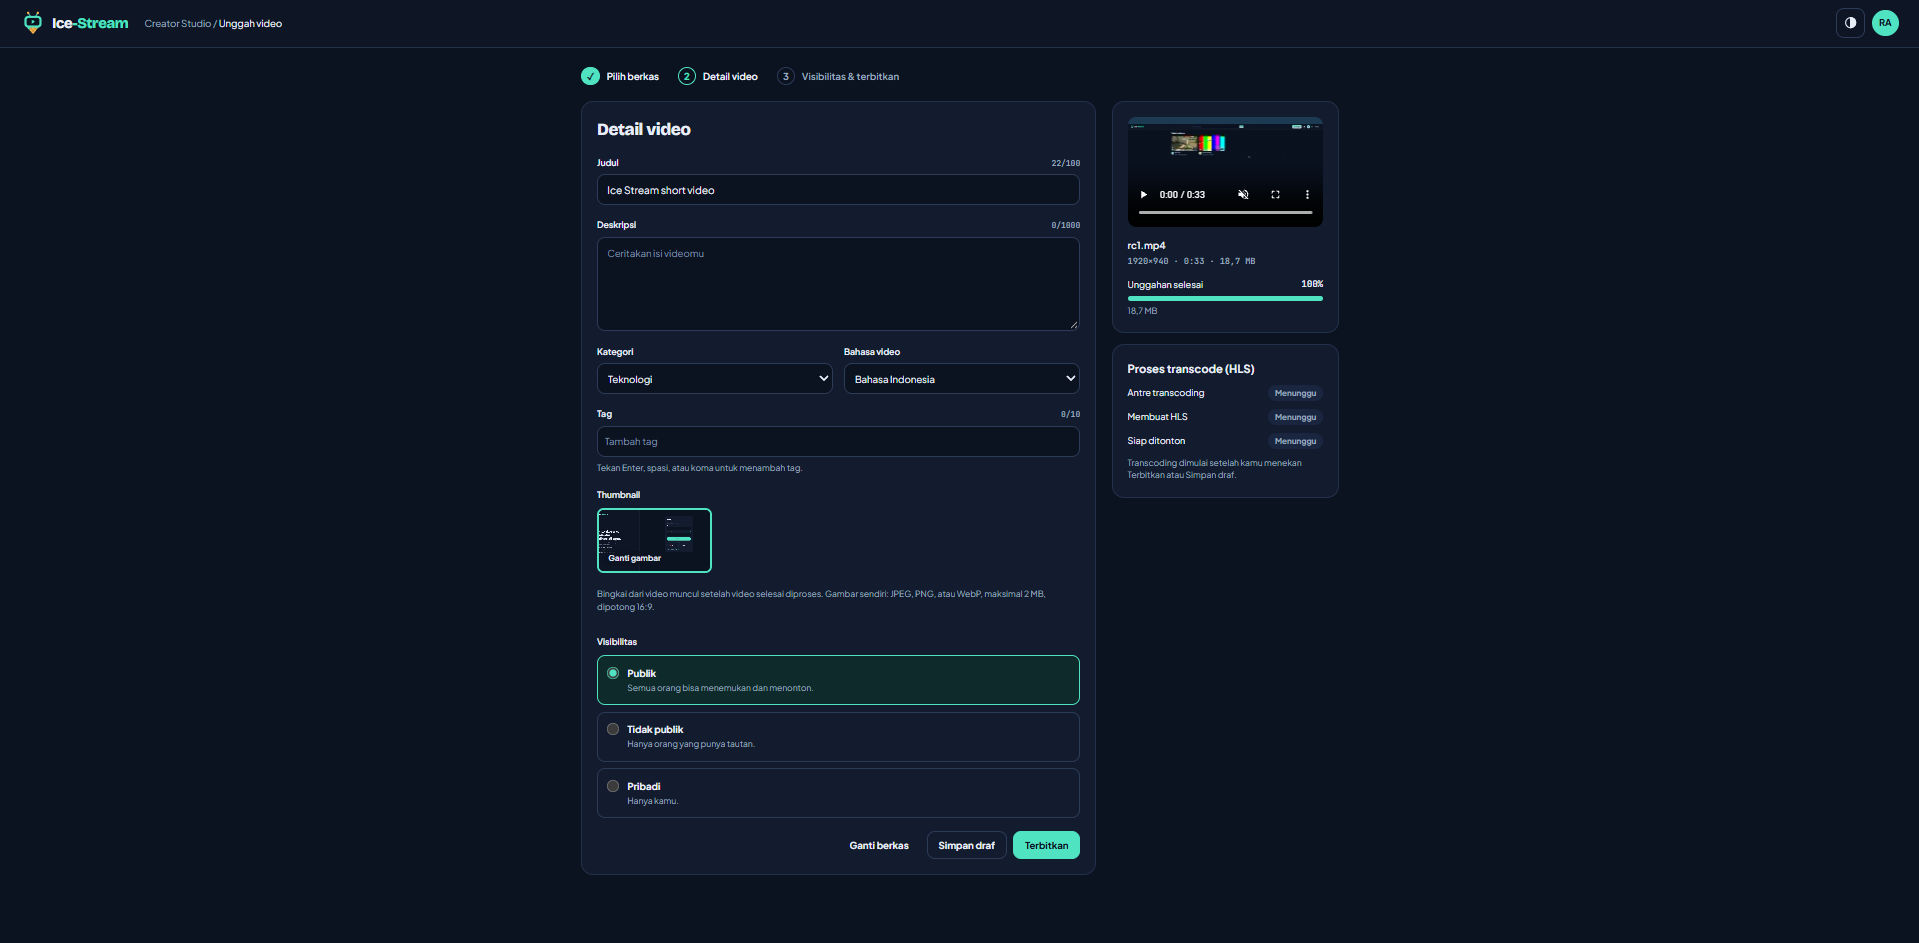 Ice-Stream
Creator Studio / Unggah video
RA
Pilih berkas
2 Detail video
3 Visibilitas & terbitkan
Detail video
Judul 22/100
Ice Stream short video
Deskripsi 0/1000
Ceritakan isi videomu
Kategori
Teknologi
Bahasa video
Bahasa Indonesia
Tag 0/10
Tambah tag
Tekan Enter, spasi, atau koma untuk menambah tag.
Thumbnail
Ganti gambar
Bingkai dari video muncul setelah video selesai diproses. Gambar sendiri: JPEG, PNG, atau WebP, maksimal 2 MB,
dipotong 16:9.
Visibilitas
Publik
Semua orang bisa menemukan dan menonton.
Tidak publik
Hanya orang yang punya tautan.
Pribadi
Hanya kamu.
Ganti berkas
Simpan draf
Terbitkan
0:00 / 0:33
rc1.mp4
1920×940 · 0:33 · 18,7 MB
Unggahan selesai 100%
18,7 MB
Proses transcode (HLS)
Antre transcoding Menunggu
Membuat HLS Menunggu
Siap ditonton Menunggu
Transcoding dimulai setelah kamu menekan
Terbitkan atau Simpan draf.